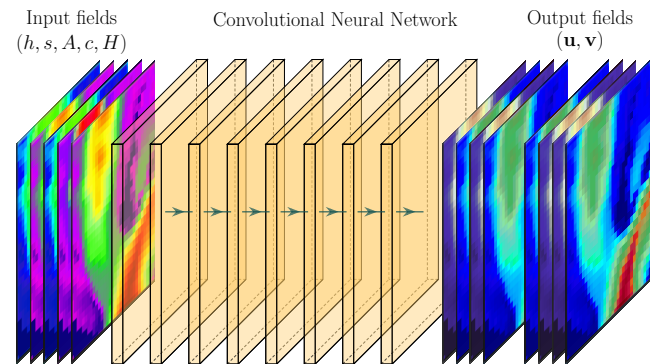 Input fields
(h, s, A, c, H)
Convolutional Neural Network
Output fields
(u, v)